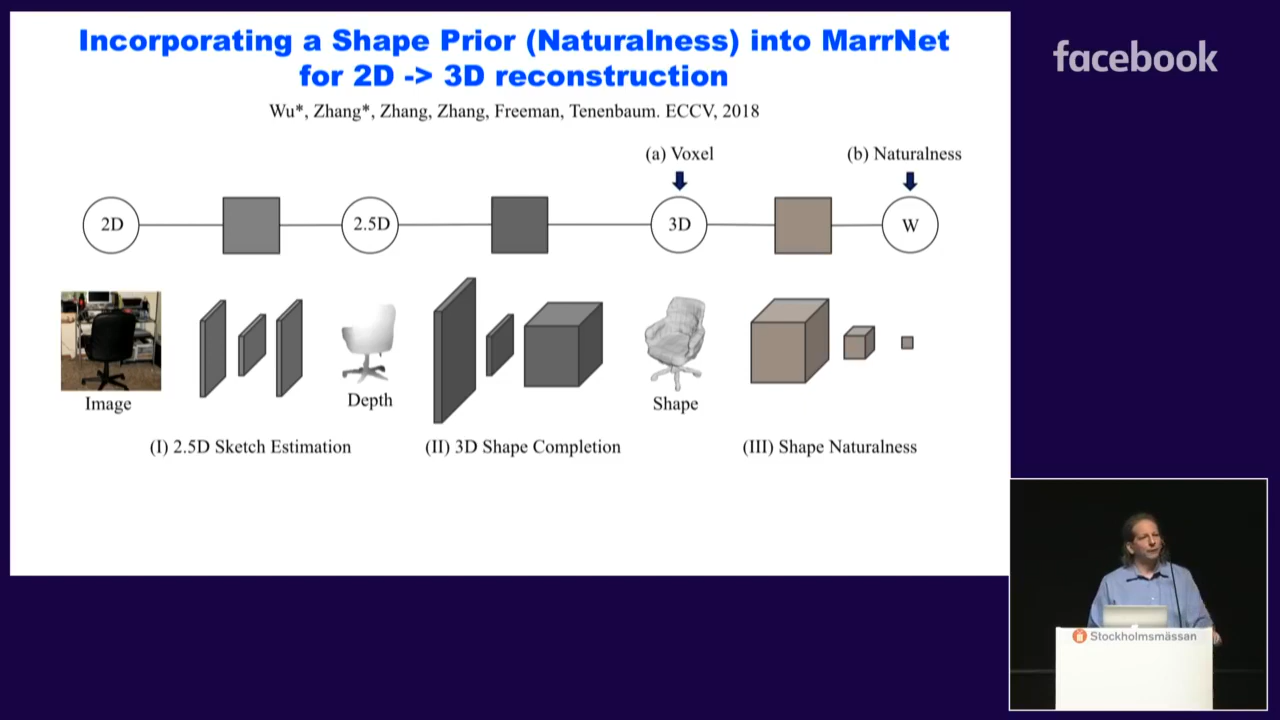 Incorporating a Shape Prior (Naturalness) into MarrNet
for 2D -> 3D reconstruction
Wu*, Zhang*, Zhang, Zhang, Freeman, Tenenbaum. ECCV, 2018
facebook
(a) Voxel
(b) Naturalness
2D
2.5D
3D
W
Image
Depth
Shape
(I) 2.5D Sketch Estimation
(II) 3D Shape Completion
(III) Shape Naturalness
Stockholmsmässan